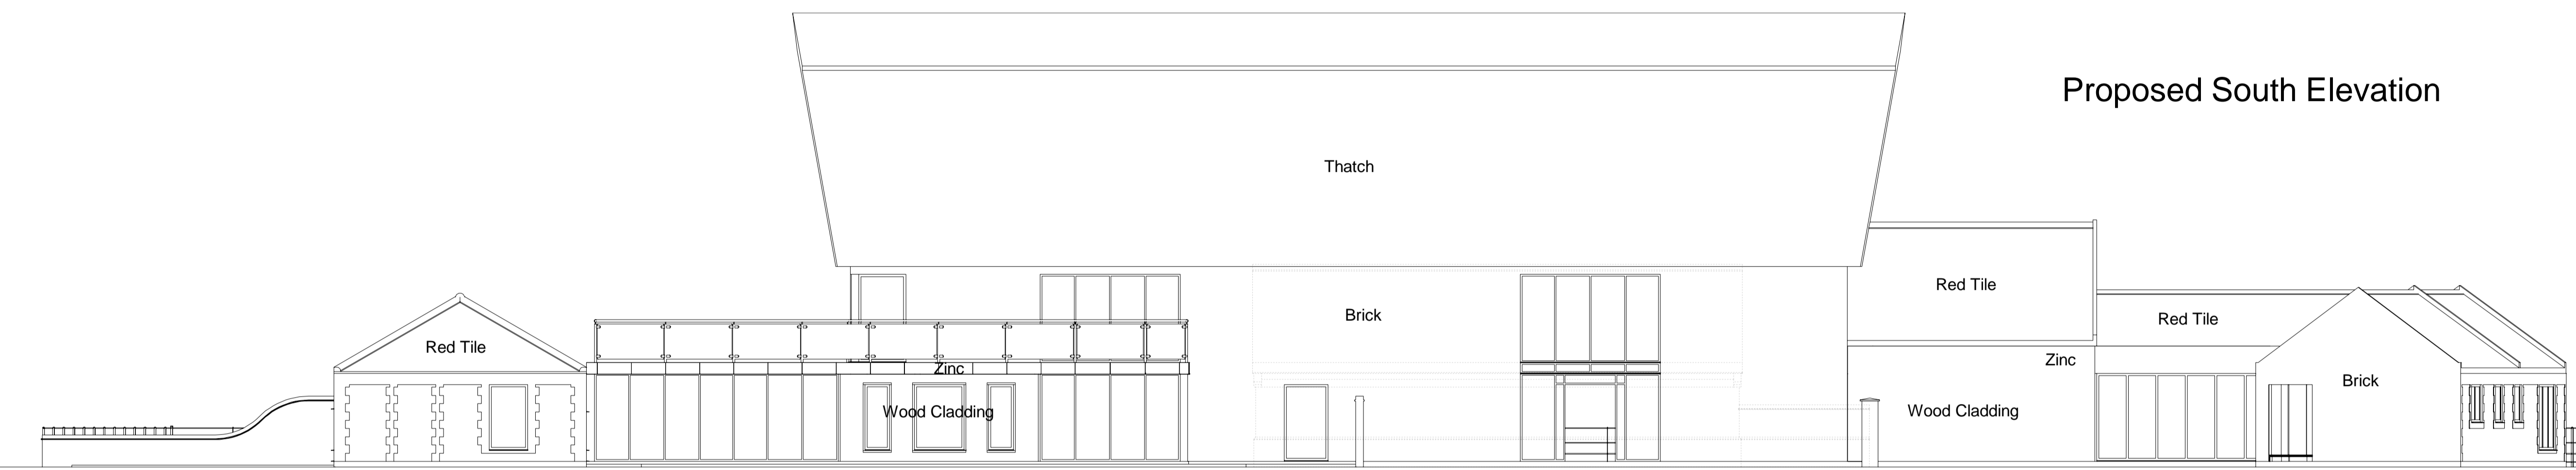 Proposed South Elevation
Thatch
Red Tile
Brick
Red Tile
Red Tile
Zinc
Zinc
Brick
Wood Cladding
Wood Cladding